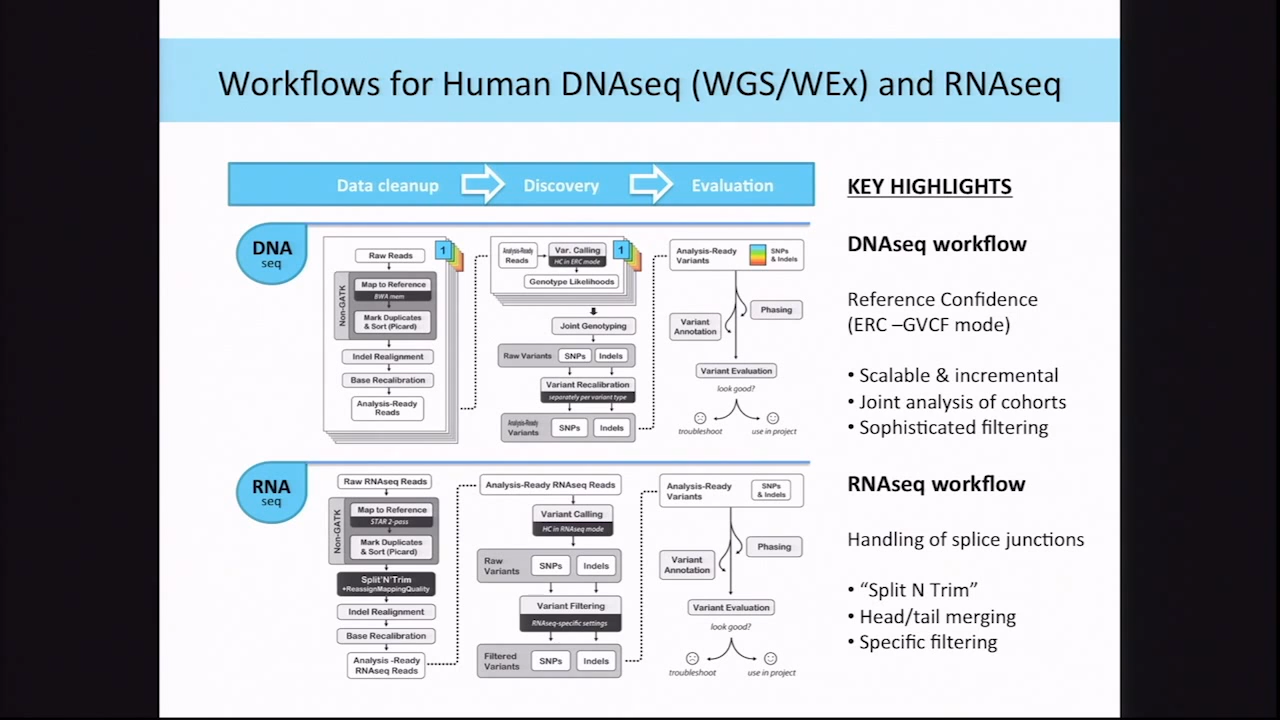 Workflows for Human DNAseq (WGS/WEx) and RNAseq
Data cleanup
Discovery
Evaluation
DNA
seq
Raw Reads
1
Non-GATK
Map to Reference
BWA mem
Mark Duplicates
& Sort (Picard)
Indel Realignment
Base Recalibration
Analysis-Ready
Reads
Analysis-Ready
Reads
Var. Calling
HC in ERC mode
1
Genotype Likelihoods
Joint Genotyping
Raw Variants
SNPs
Indels
Variant Recalibration
separately per variant type
Analysis-Ready
Variants
SNPs
Indels
Analysis-Ready
Variants
SNPs
& Indels
Phasing
Variant
Annotation
Variant Evaluation
look good?
troubleshoot
use in project
RNA
seq
Raw RNAseq Reads
Non-GATK
Map to Reference
STAR 2-pass
Mark Duplicates
& Sort (Picard)
Split'N'Trim
+ReassignMappingQuality
Indel Realignment
Base Recalibration
Analysis -Ready
RNAseq Reads
Analysis-Ready RNAseq Reads
Variant Calling
HC in RNAseq mode
Raw
Variants
SNPs
Indels
Variant Filtering
RNAseq-specific settings
Filtered
Variants
SNPs
Indels
Analysis-Ready
Variants
SNPs
& Indels
Phasing
Variant
Annotation
Variant Evaluation
look good?
troubleshoot
use in project
KEY HIGHLIGHTS
DNAseq workflow
Reference Confidence
(ERC –GVCF mode)
• Scalable & incremental
• Joint analysis of cohorts
• Sophisticated filtering
RNAseq workflow
Handling of splice junctions
• “Split N Trim”
• Head/tail merging
• Specific filtering